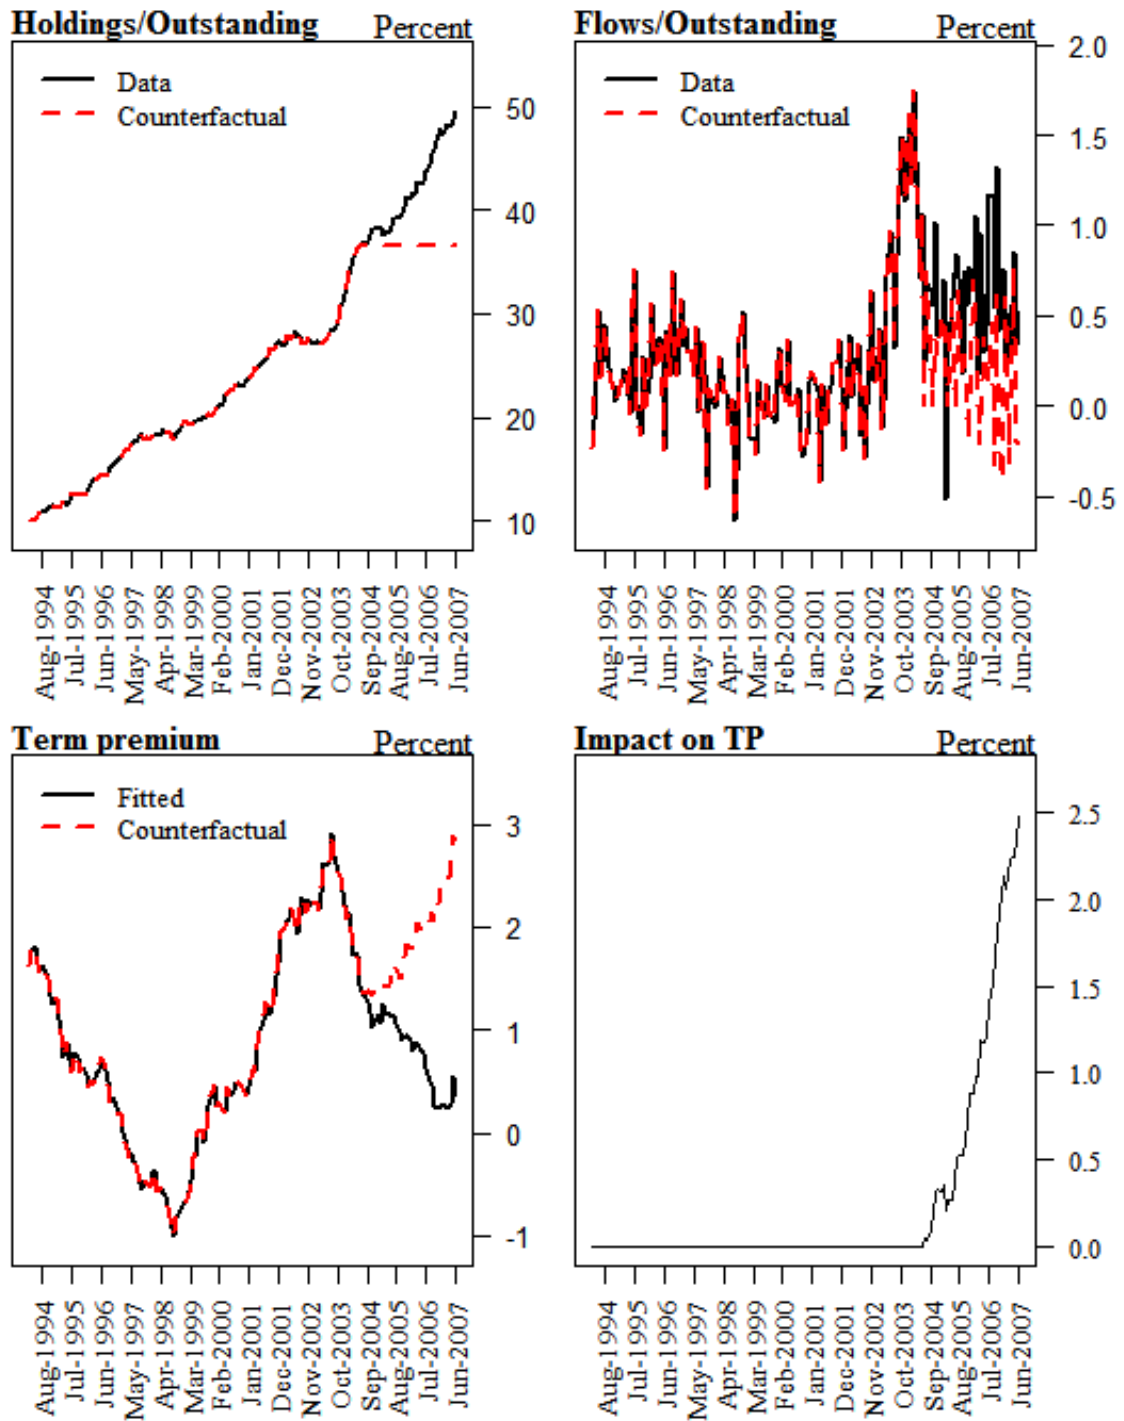 Holdings/Outstanding Percent
Data
Counterfactual
50
40
30
20
10
Aug-1994
Jul-1995
Jun-1996
May-1997
Apr-1998
Mar-1999
Feb-2000
Jan-2001
Dec-2001
Nov-2002
Oct-2003
Sep-2004
Aug-2005
Jul-2006
Jun-2007
Flows/Outstanding Percent
Data
Counterfactual
2.0
1.5
1.0
0.5
0.0
-0.5
Aug-1994
Jul-1995
Jun-1996
May-1997
Apr-1998
Mar-1999
Feb-2000
Jan-2001
Dec-2001
Nov-2002
Oct-2003
Sep-2004
Aug-2005
Jul-2006
Jun-2007
Term premium Percent
Fitted
Counterfactual
3
2
1
0
-1
Aug-1994
Jul-1995
Jun-1996
May-1997
Apr-1998
Mar-1999
Feb-2000
Jan-2001
Dec-2001
Nov-2002
Oct-2003
Sep-2004
Aug-2005
Jul-2006
Jun-2007
Impact on TP Percent
2.5
2.0
1.5
1.0
0.5
0.0
Aug-1994
Jul-1995
Jun-1996
May-1997
Apr-1998
Mar-1999
Feb-2000
Jan-2001
Dec-2001
Nov-2002
Oct-2003
Sep-2004
Aug-2005
Jul-2006
Jun-2007